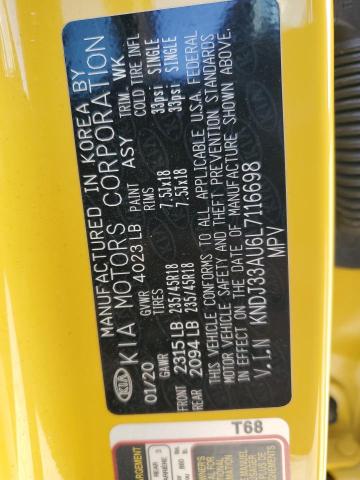 MANUFACTURED IN KOREA BY
KIA MOTORS CORPORATION
KIA
01/20 GVWR 4023 LB PAINT ASY TRIM WK
GAWR TIRES RIMS COLD TIRE INFL
FRONT 2315 LB 235/45R18 7.5Jx18 33psi SINGLE
REAR 2094 LB 235/45R18 7.5Jx18 33psi SINGLE
THIS VEHICLE CONFORMS TO ALL APPLICABLE U.S.A. FEDERAL
MOTOR VEHICLE SAFETY AND THEFT PREVENTION STANDARDS
IN EFFECT ON THE DATE OF MANUFACTURE SHOWN ABOVE.
V.I.N KNDJ33AU6L7116698
MPV
T68
REAR 3